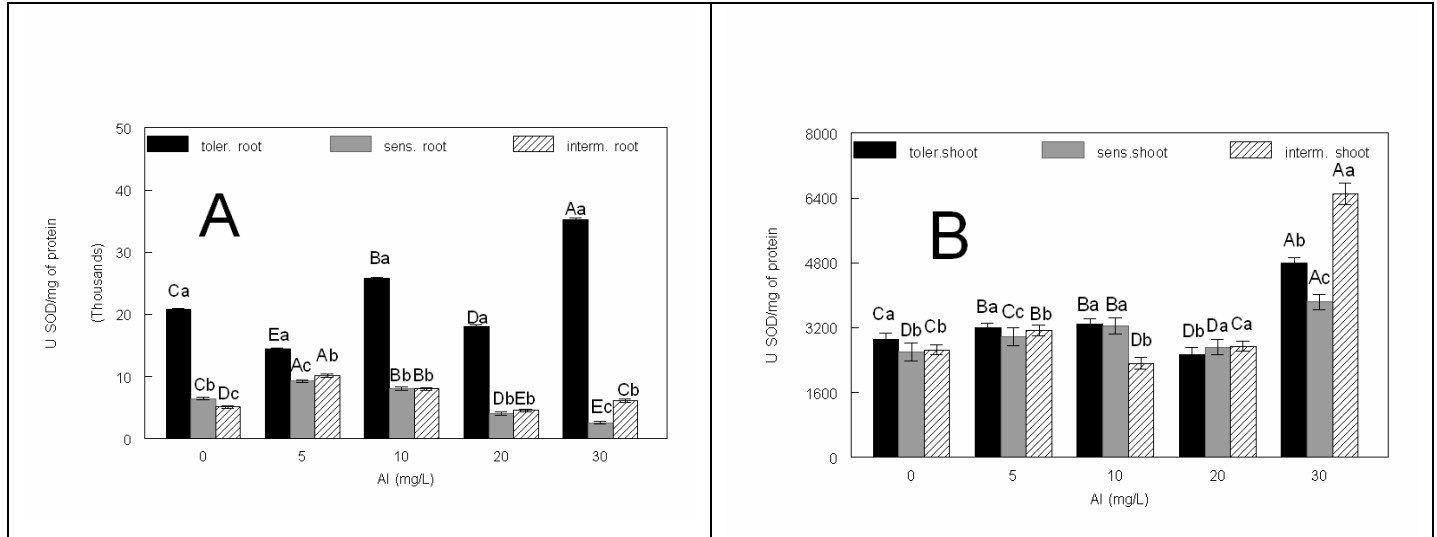 50
toler. root
sens. root
interm. root
40
30
20
10
0
A
U SOD/mg of protein
(Thousands)
Ca
Cb
Dc
Ea
Ac
Ab
Ba
Bb
Bb
Da
Db
Eb
Aa
Ec
Cb
0
5
10
20
30
Al (mg/L)
8000
toler.shoot
sens.shoot
interm. shoot
6400
4800
3200
1600
0
B
U SOD/mg of protein
Ca
Db
Cb
Ba
Cc
Bb
Ba
Ba
Db
Db
Da
Ca
Ab
Ac
Aa
0
5
10
20
30
Al (mg/L)